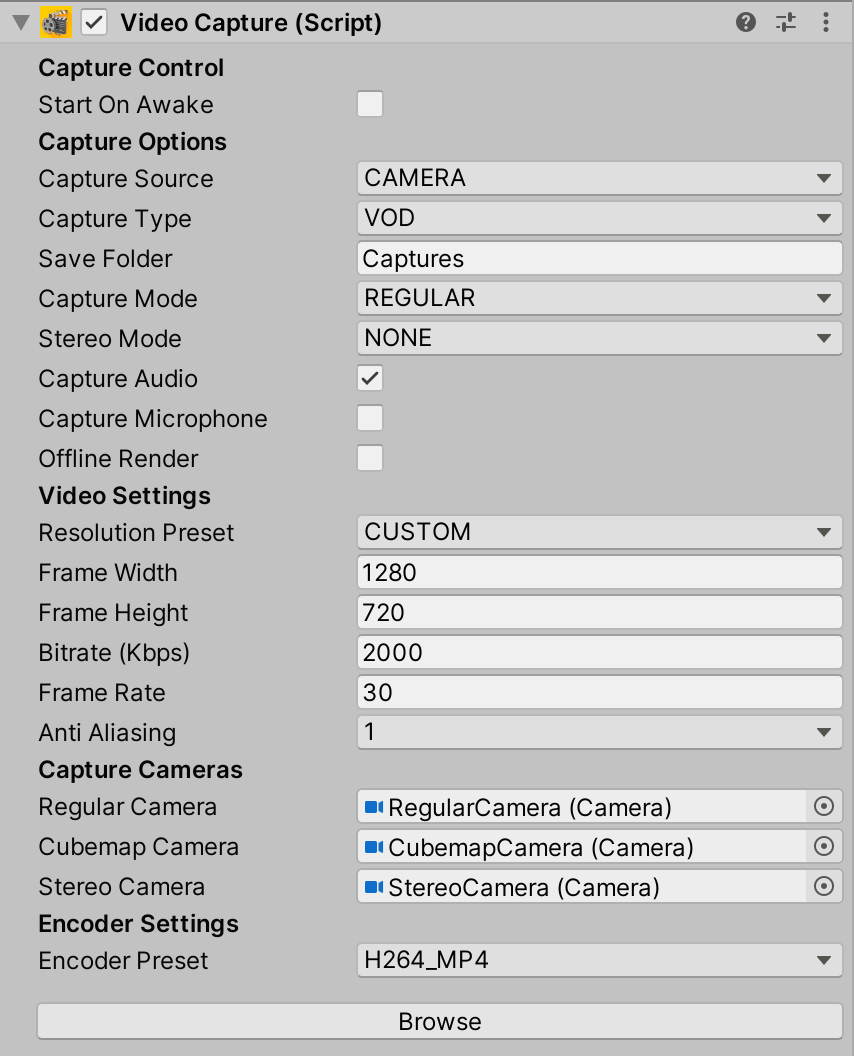 Video Capture (Script)
Capture Control
Start On Awake
Capture Options
Capture Source CAMERA
Capture Type VOD
Save Folder Captures
Capture Mode REGULAR
Stereo Mode NONE
Capture Audio
Capture Microphone
Offline Render
Video Settings
Resolution Preset CUSTOM
Frame Width 1280
Frame Height 720
Bitrate (Kbps) 2000
Frame Rate 30
Anti Aliasing 1
Capture Cameras
Regular Camera RegularCamera (Camera)
Cubemap Camera CubemapCamera (Camera)
Stereo Camera StereoCamera (Camera)
Encoder Settings
Encoder Preset H264_MP4
Browse